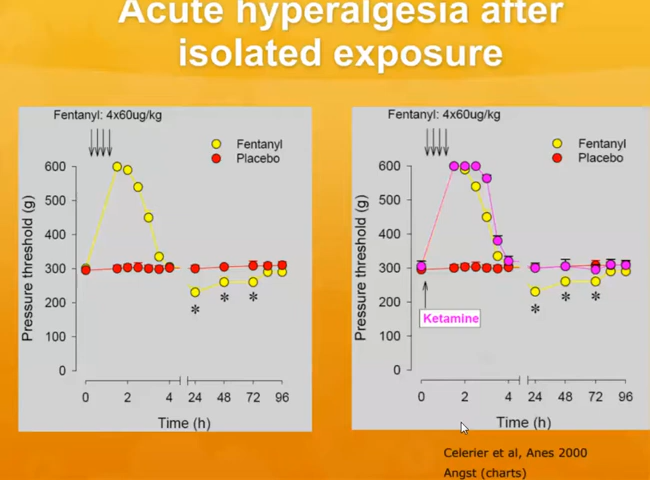 Acute hyperalgesia after
isolated exposure
Fentanyl: 4x60ug/kg
Fentanyl
Placebo
Pressure threshold (g)
600
500
400
300
200
100
0
*
*
*
0
2
4
24
48
72
96
Time (h)
Fentanyl: 4x60ug/kg
Fentanyl
Placebo
Pressure threshold (g)
600
500
400
300
200
100
0
Ketamine
*
*
*
0
2
4
24
48
72
96
Time (h)
Celerier et al, Anes 2000
Angst (charts)